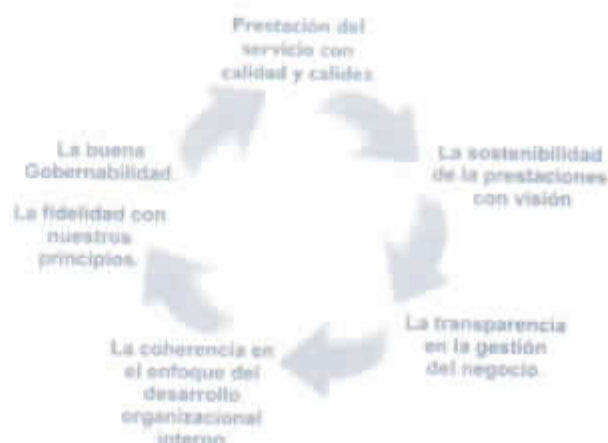 Prestación del
servicio con
calidad y calidez
La sostenibilidad
de la prestaciones
con visión
La transparencia
en la gestión
del negocio.
La coherencia en
el enfoque del
desarrollo
organizacional
interno
La fidelidad con
nuestros
principios.
La buena
Gobernabilidad.